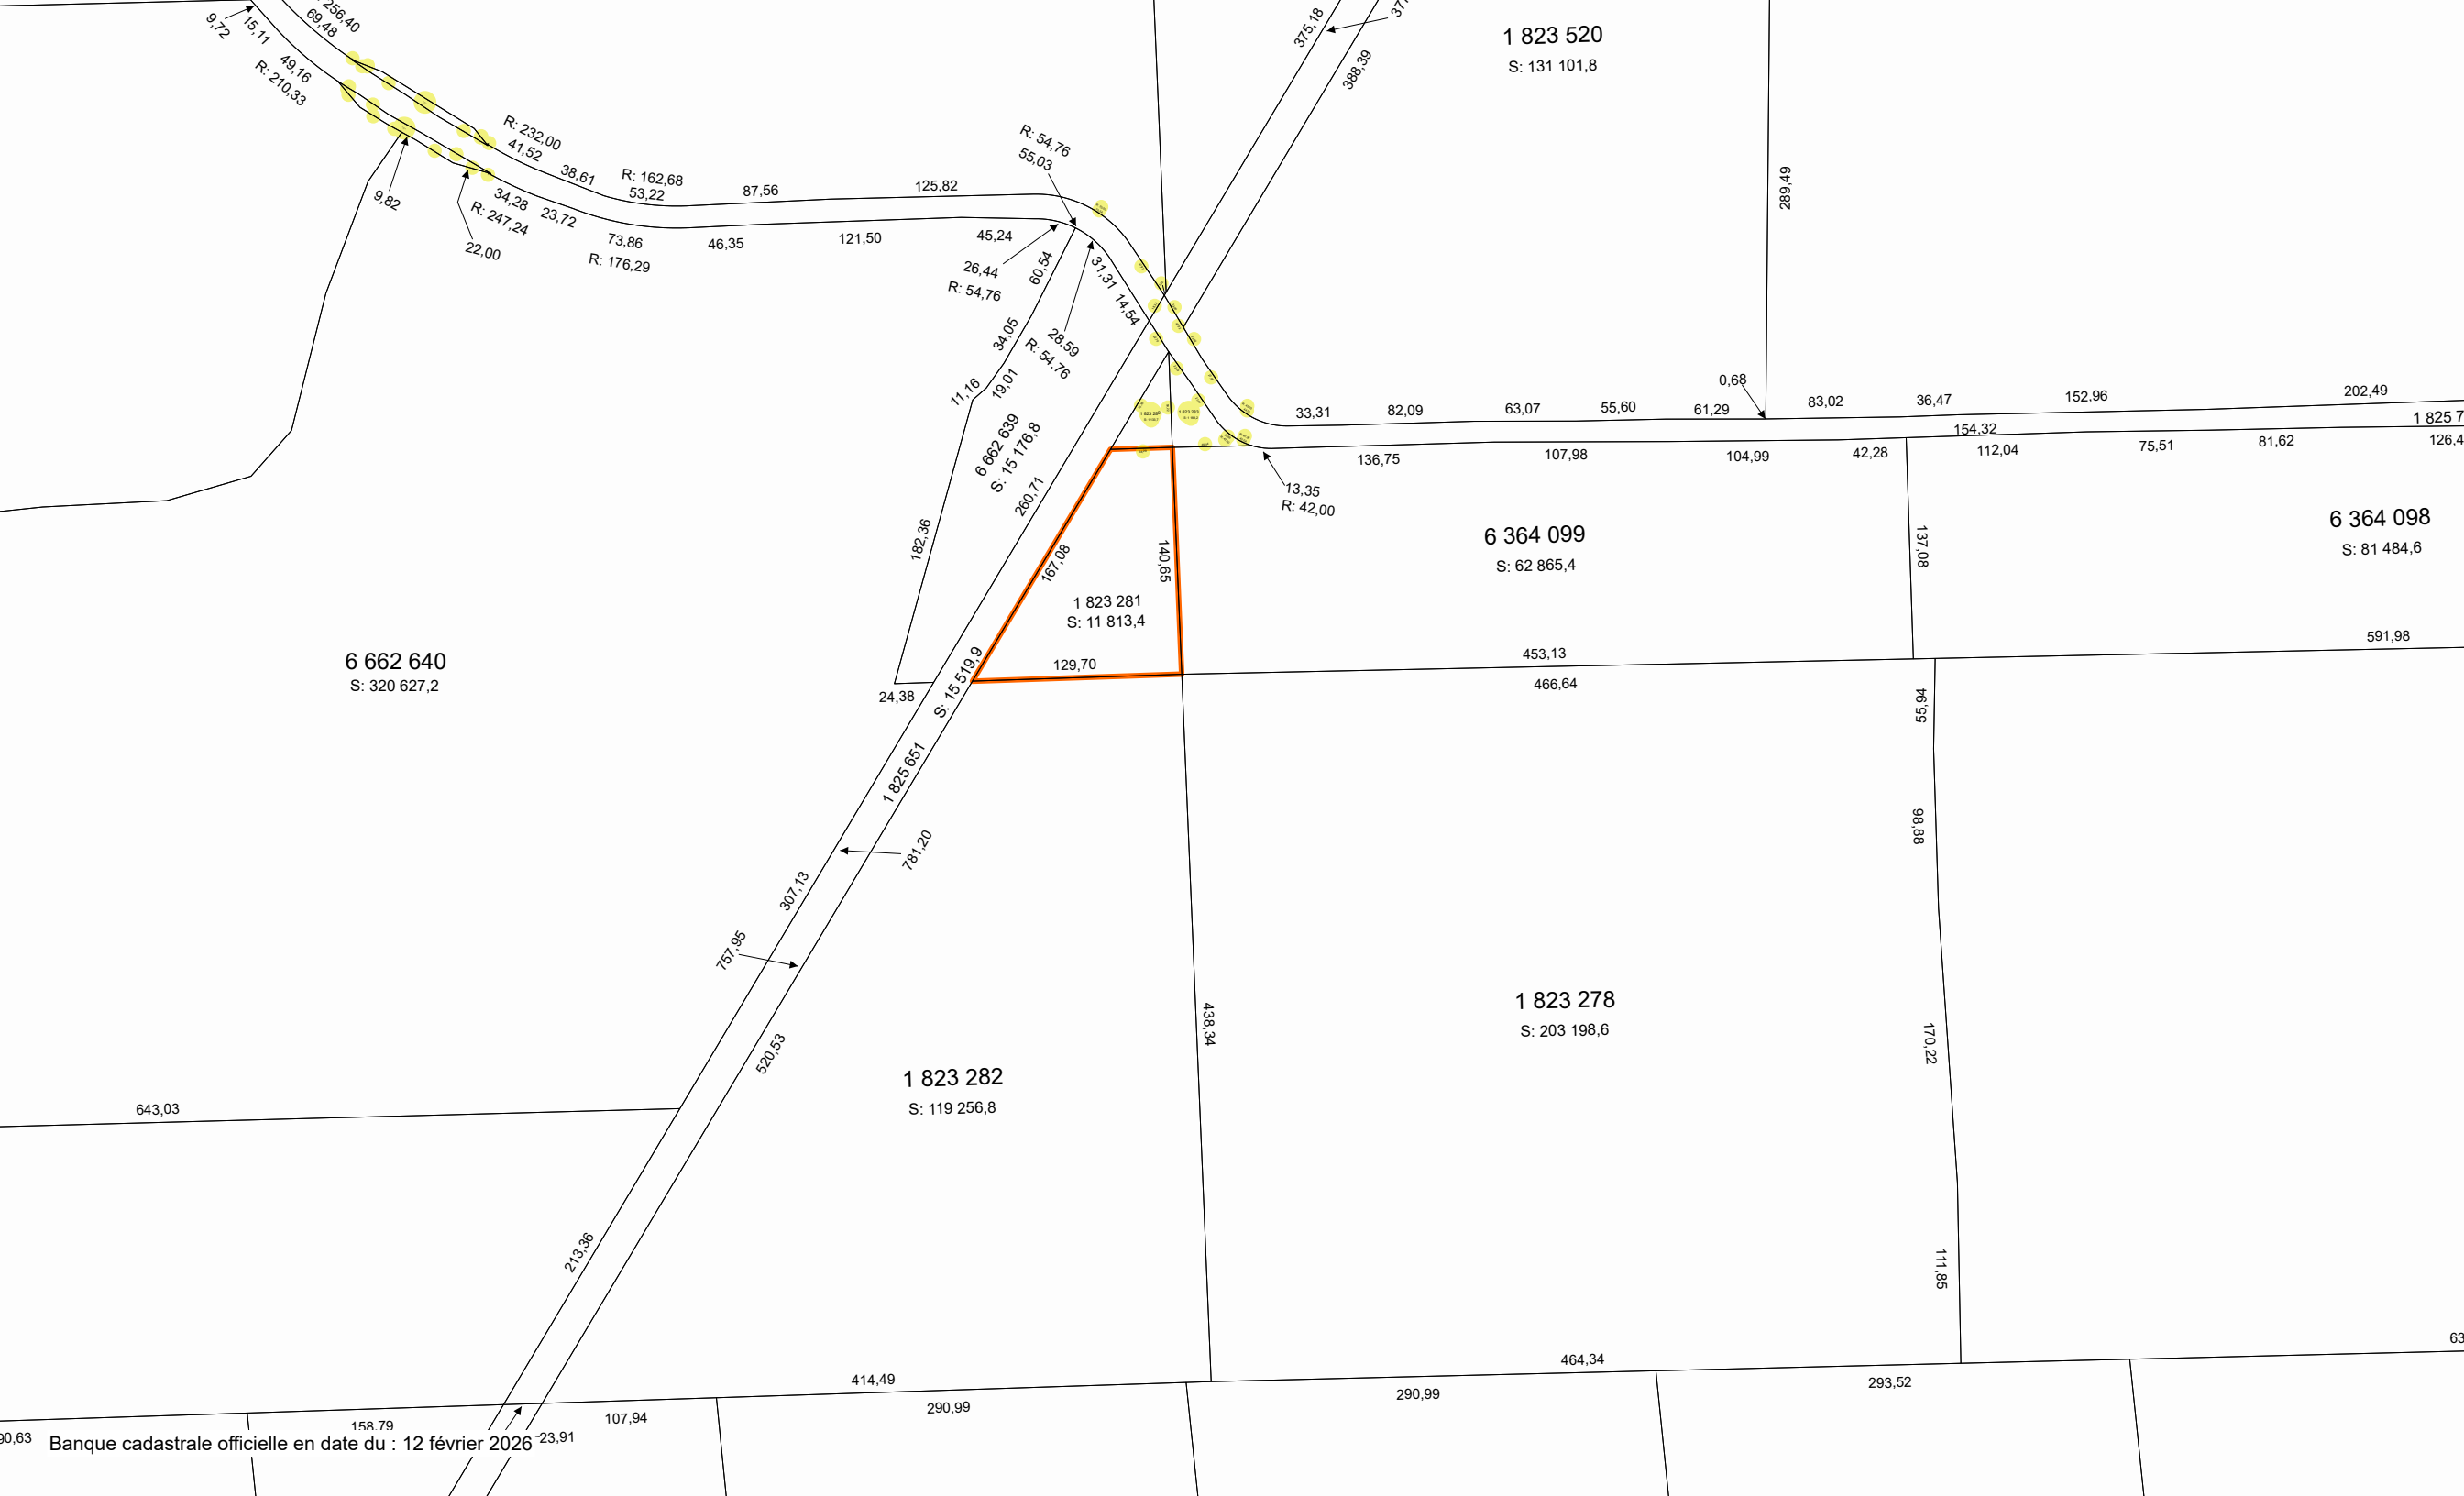 256,40
69,48
9,72
15,11
49,16
R: 210,33
375,18
37
388,39
1 823 520
S: 131 101,8
R: 232,00
41,52
38,61
R: 162,68
53,22
87,56
125,82
R: 54,76
55,03
289,49
9,82
34,28
R: 247,24
23,72
22,00
73,86
R: 176,29
46,35
121,50
45,24
26,44
R: 54,76
60,54
31,31
14,54
34,05
28,59
R: 54,76
11,16
19,01
0,68
33,31
82,09
63,07
55,60
61,29
83,02
36,47
152,96
202,49
1 825 7
154,32
136,75
107,98
104,99
42,28
112,04
75,51
81,62
126,4
6 662 639
S: 15 176,8
260,71
13,35
R: 42,00
182,36
167,08
140,65
6 364 099
S: 62 865,4
137,08
6 364 098
S: 81 484,6
1 823 281
S: 11 813,4
129,70
453,13
591,98
6 662 640
S: 320 627,2
24,38
S: 15 519,9
466,64
55,94
1 825 651
781,20
98,88
307,13
757,95
520,53
438,34
1 823 278
S: 203 198,6
170,22
1 823 282
S: 119 256,8
643,03
213,36
111,85
414,49
464,34
63
290,99
290,99
293,52
158,79
107,94
90,63
23,91
Banque cadastrale officielle en date du : 12 février 2026